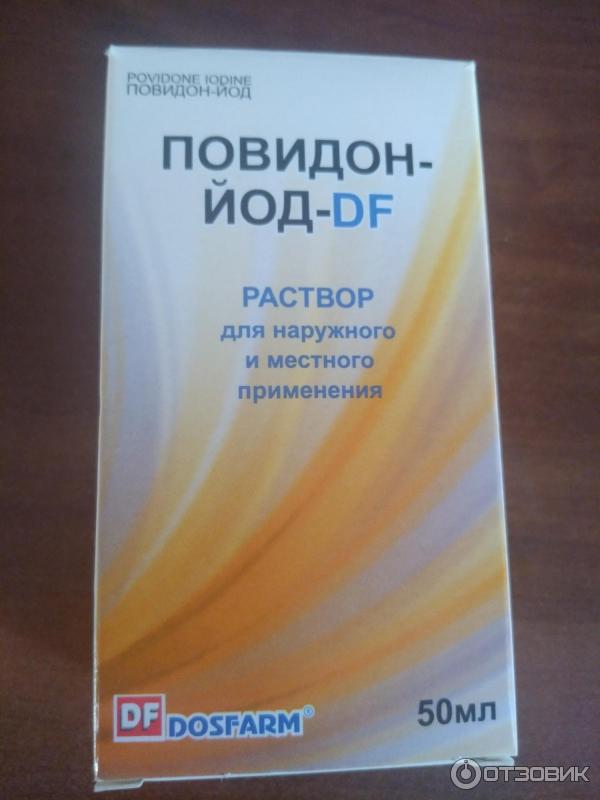 POVIDONE IODINE
ПОВИДОН-ЙОД
ПОВИДОН-
ЙОД-DF
РАСТВОР
для наружного
и местного
применения
DF DOSFARM®
50мл
ОТЗОВИК